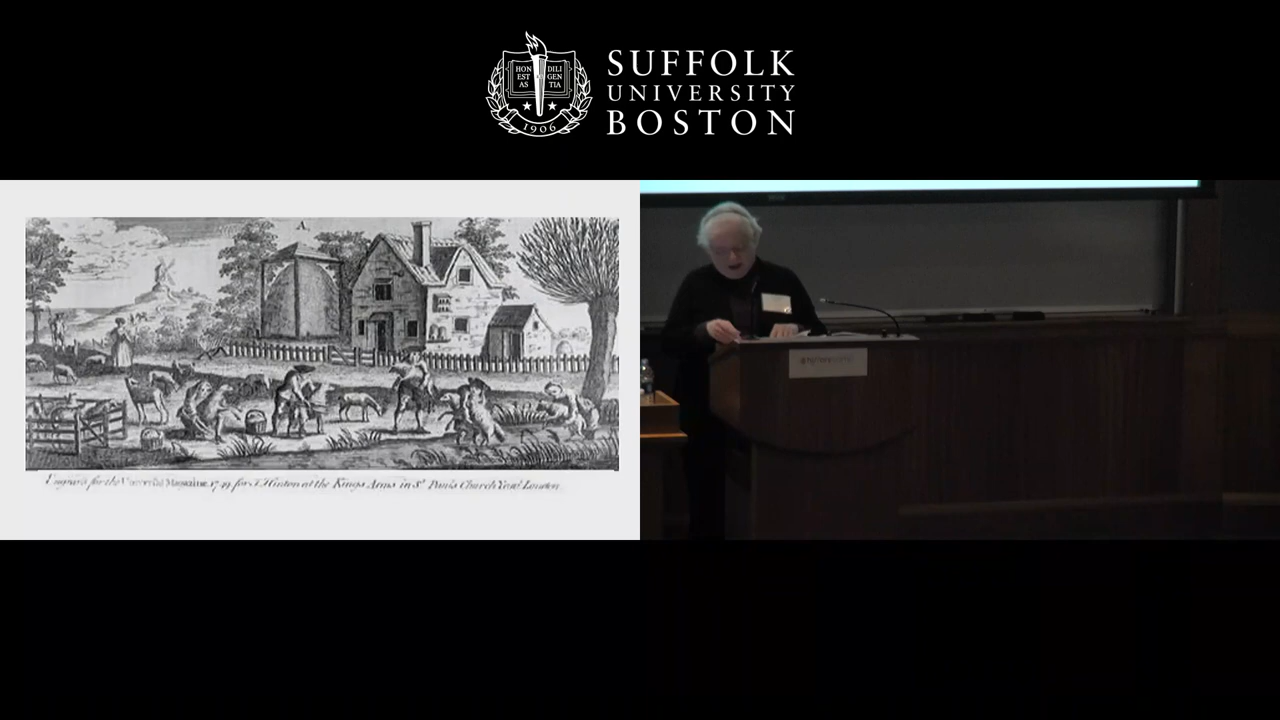 HON
EST
AS
DILI
GEN
TIA
1906
SUFFOLK
UNIVERSITY
BOSTON
A
Engrav'd for the Universal Magazine 1749 for J. Hinton at the Kings Arms in St. Pauls Church Yard London